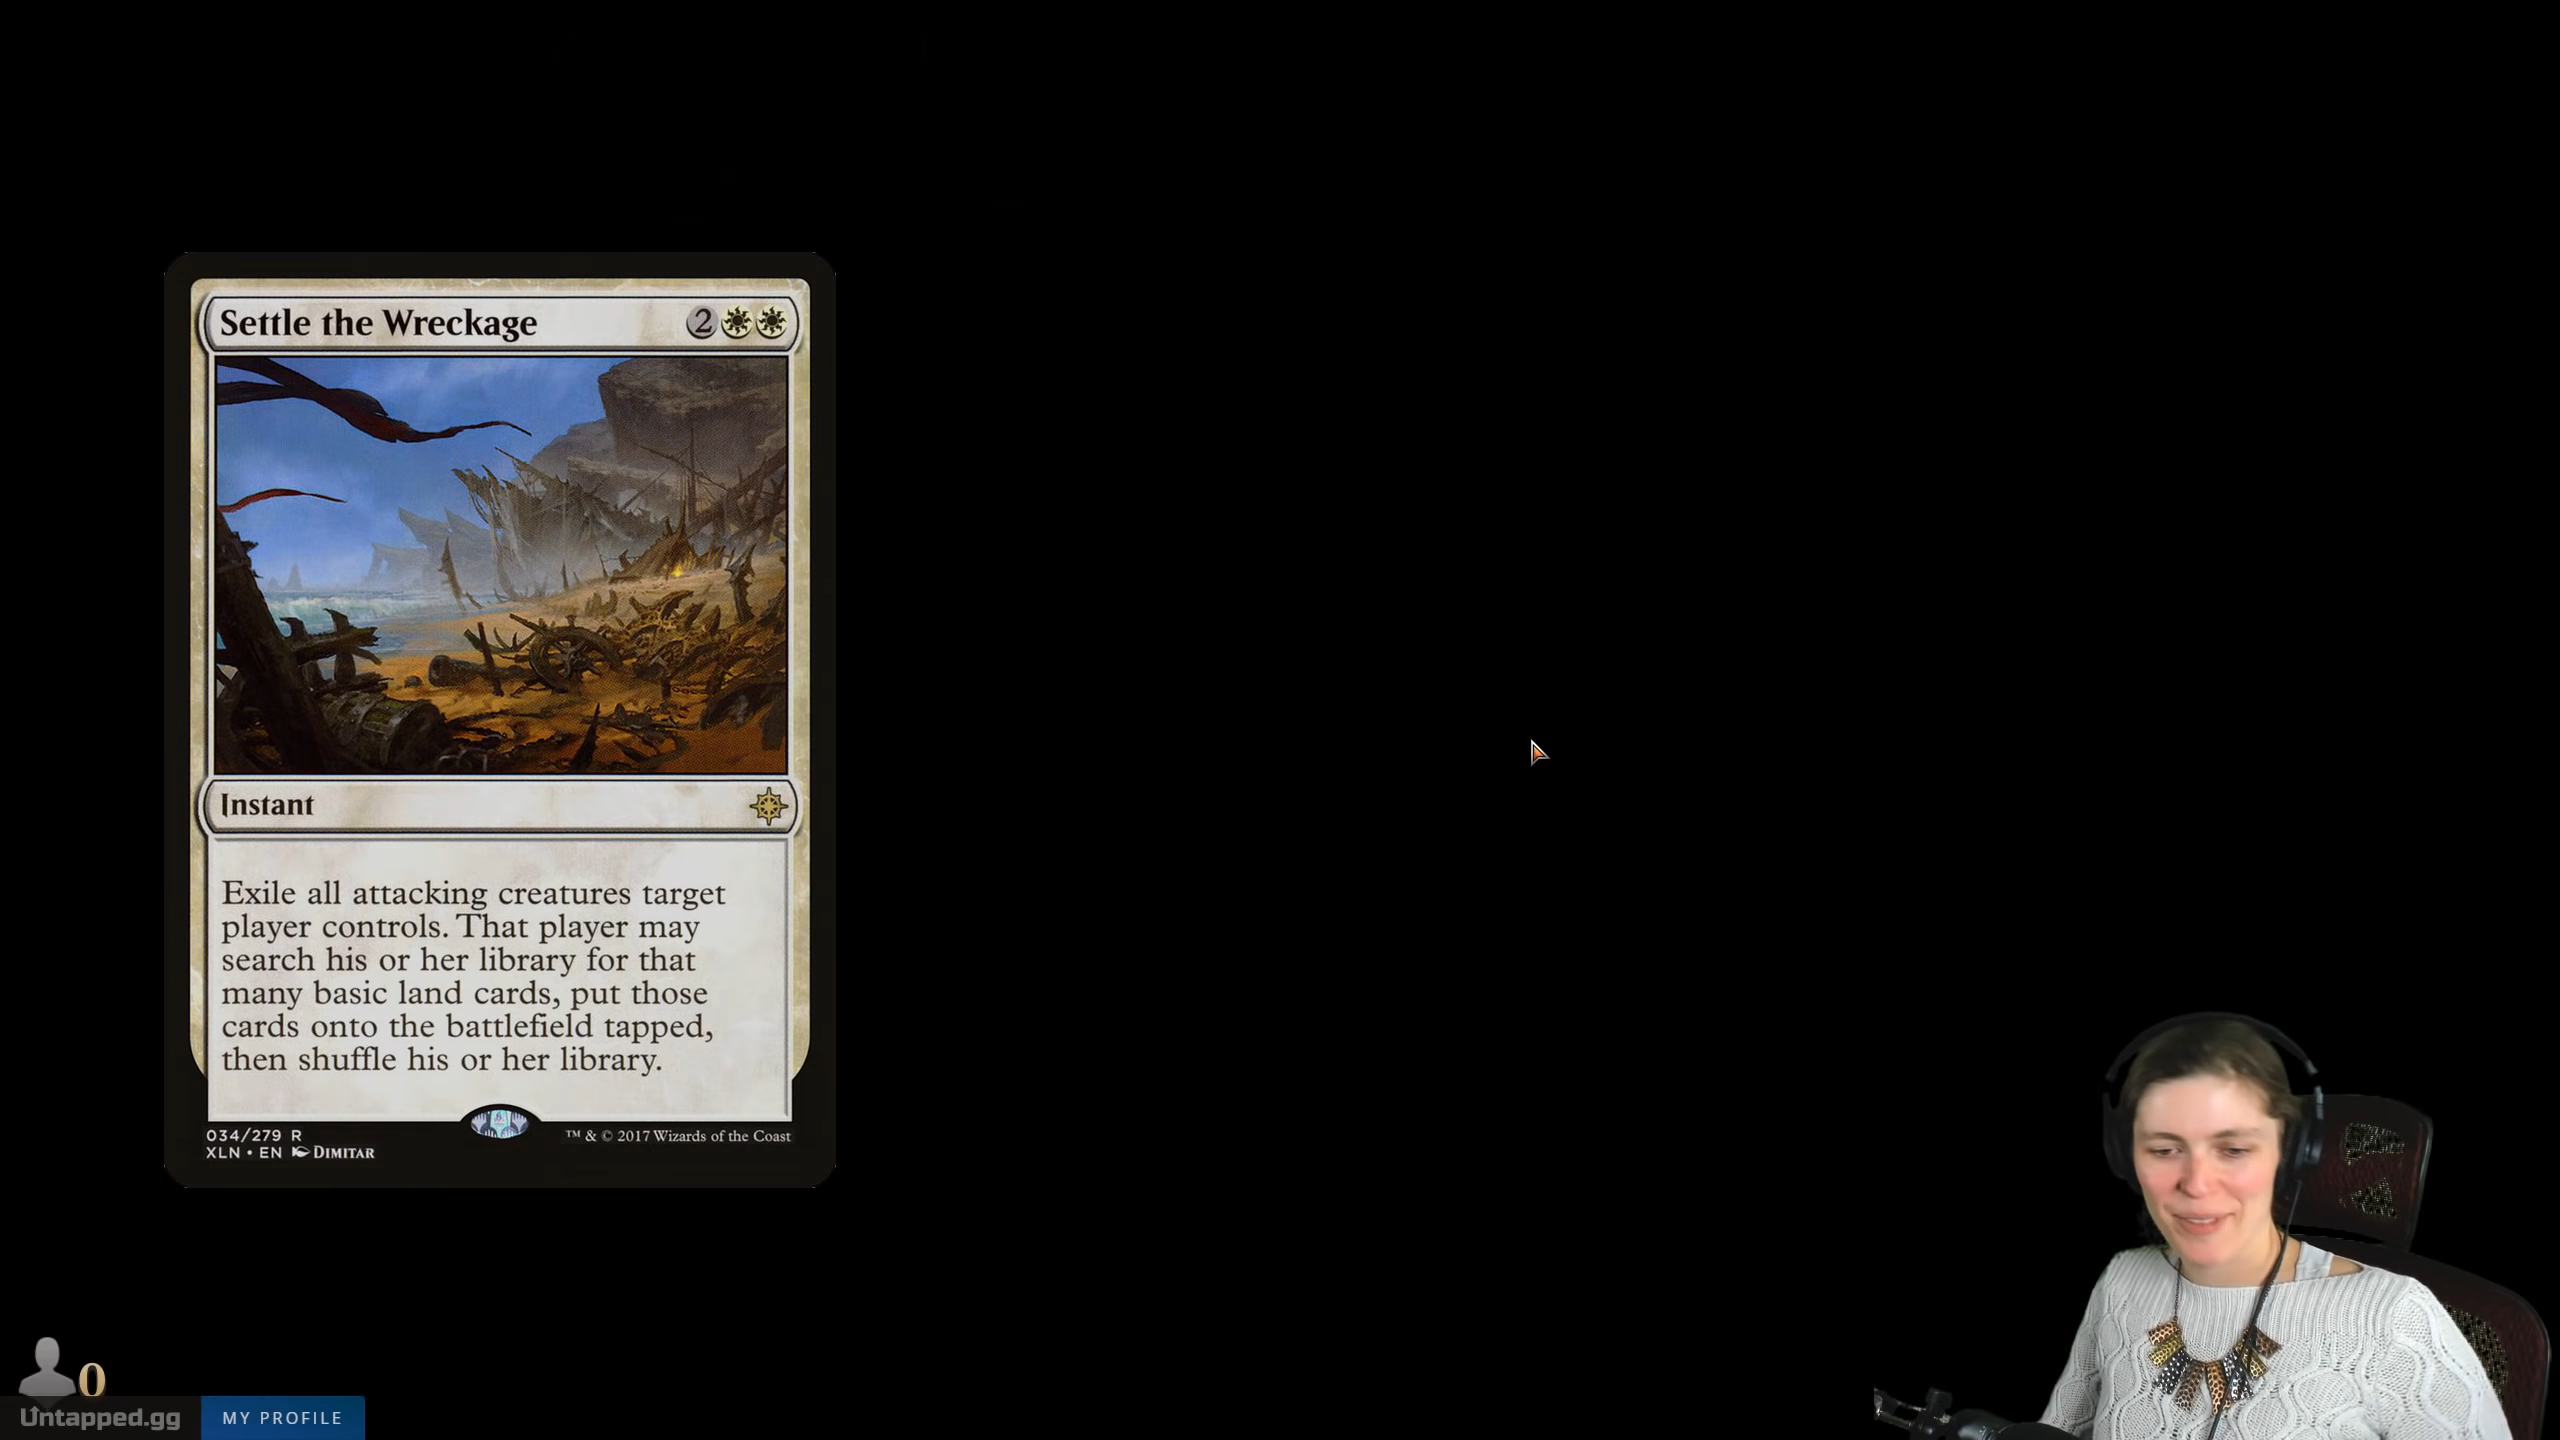 Settle the Wreckage 2
Instant
Exile all attacking creatures target
player controls. That player may
search his or her library for that
many basic land cards, put those
cards onto the battlefield tapped,
then shuffle his or her library.
034/279 R
XLN • EN DIMITAR
™ & © 2017 Wizards of the Coast
0
Untapped.gg
MY PROFILE